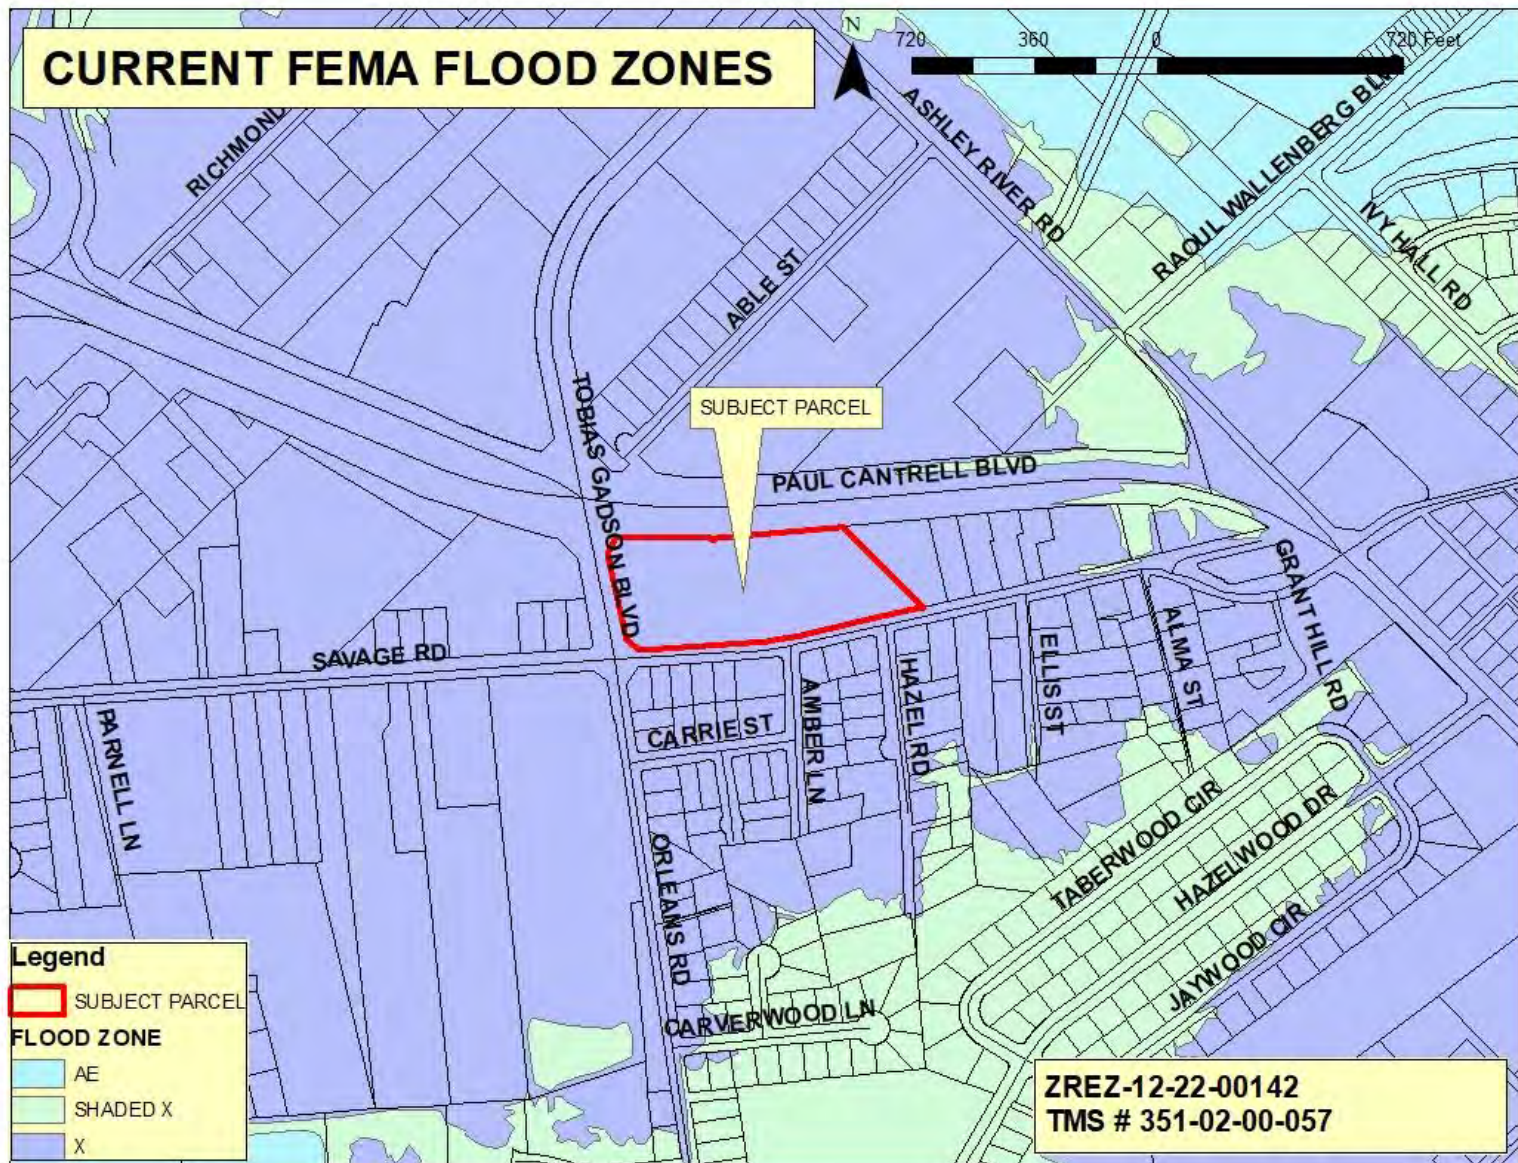 CURRENT FEMA FLOOD ZONES
N
720 360 0 720 Feet
RICHMOND
ASHLEY RIVER RD
RAOUL WALLENBERG BLVD
IVY HALL RD
ABLE ST
TOBIAS GADSON BLVD
SUBJECT PARCEL
PAUL CANTRELL BLVD
SAVAGE RD
GRANT HILL RD
ALMA ST
ELLIS ST
HAZEL RD
AMBER LN
CARRIE ST
PARNELL LN
ORLEANS RD
TABERWOOD CIR
HAZELWOOD DR
JAYWOOD CIR
CARVERWOOD LN
Legend
SUBJECT PARCEL
FLOOD ZONE
AE
SHADED X
X
ZREZ-12-22-00142
TMS # 351-02-00-057